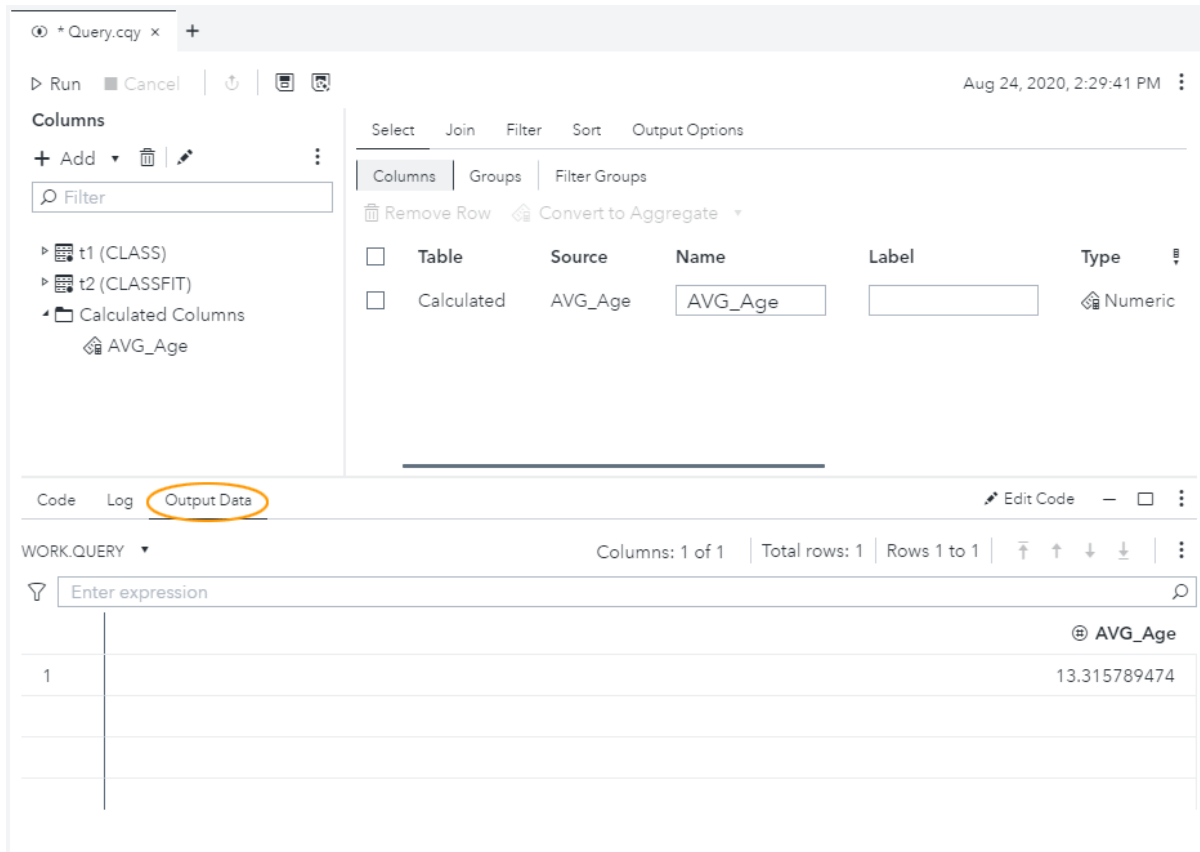 * Query.cqy × +
Run Cancel Aug 24, 2020, 2:29:41 PM
Columns
+ Add
Filter
t1 (CLASS)
t2 (CLASSFIT)
Calculated Columns
AVG_Age
Select Join Filter Sort Output Options
Columns Groups Filter Groups
Remove Row Convert to Aggregate
Table Source Name Label Type
Calculated AVG_Age AVG_Age Numeric
Code Log Output Data Edit Code
WORK.QUERY Columns: 1 of 1 Total rows: 1 Rows 1 to 1
Enter expression
AVG_Age
1 13.315789474